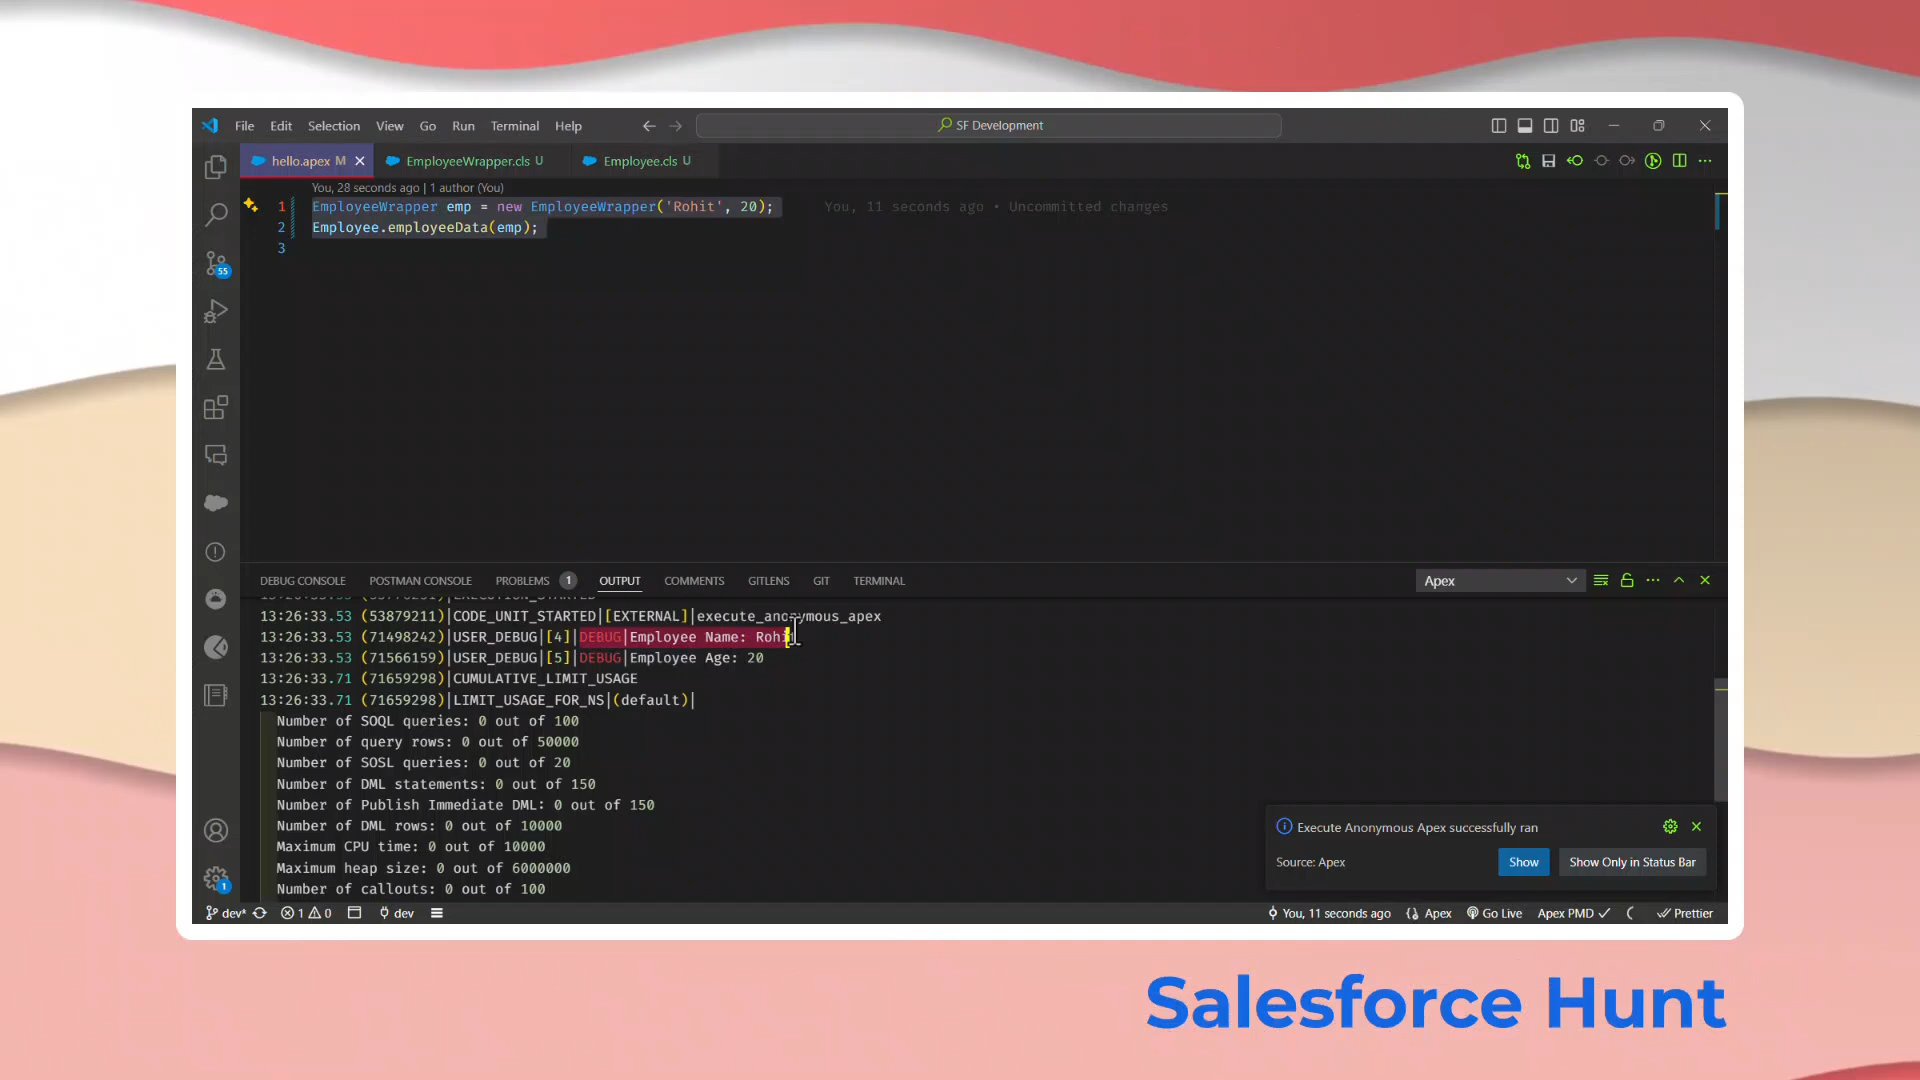 File Edit Selection View Go Run Terminal Help
SF Development
hello.apex M
EmployeeWrapper.cls U
Employee.cls U
You, 28 seconds ago | 1 author (You)
1 EmployeeWrapper emp = new EmployeeWrapper('Rohit', 20); You, 11 seconds ago • Uncommitted changes
2 Employee.employeeData(emp);
3
55
DEBUG CONSOLE POSTMAN CONSOLE PROBLEMS 1 OUTPUT COMMENTS GITLENS GIT TERMINAL
Apex
13:26:33.53 (53879211)|CODE_UNIT_STARTED|[EXTERNAL]|execute_anonymous_apex
13:26:33.53 (71498242)|USER_DEBUG|[4]|DEBUG|Employee Name: Rohit
13:26:33.53 (71566159)|USER_DEBUG|[5]|DEBUG|Employee Age: 20
13:26:33.71 (71659298)|CUMULATIVE_LIMIT_USAGE
13:26:33.71 (71659298)|LIMIT_USAGE_FOR_NS|(default)|
Number of SOQL queries: 0 out of 100
Number of query rows: 0 out of 50000
Number of SOSL queries: 0 out of 20
Number of DML statements: 0 out of 150
Number of Publish Immediate DML: 0 out of 150
Number of DML rows: 0 out of 10000
Maximum CPU time: 0 out of 10000
Maximum heap size: 0 out of 6000000
Number of callouts: 0 out of 100
Execute Anonymous Apex successfully ran
Source: Apex
Show
Show Only in Status Bar
1
dev* 1 0 dev
You, 11 seconds ago {} Apex Go Live Apex PMD Prettier
Salesforce Hunt